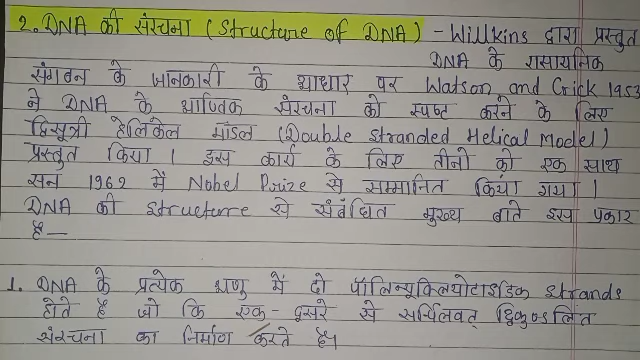 2. DNA की संरचना (Structure of DNA) - Willkins द्वारा प्रस्तुत
DNA के रासायनिक
संगठन के जानकारी के आधार पर Watson and Crick 1953
ने DNA के आण्विक संरचना को स्पष्ट करने के लिए
द्विसूत्री हेलिकल मॉडल (Double Stranded Helical Model)
प्रस्तुत किया। इस कार्य के लिए तीनों को एक साथ
सन 1962 में Nobel Prize से सम्मानित किया गया।
DNA की structure से संबंधित मुख्य बाते इस प्रकार
है—
1. DNA के प्रत्येक अणु में दो पॉलिन्यूक्लियोटाइडिक strands
होते है जो कि एक-दूसरे से सर्पिलवत् द्विकुण्डलित
संरचना का निर्माण करते है।